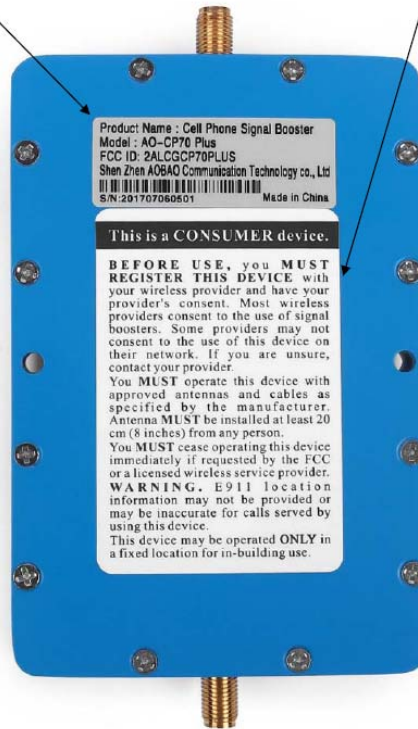 Product Name : Cell Phone Signal Booster
Model : AO-CP70 Plus
FCC ID: 2ALCGCP70PLUS
Shen Zhen AOBAO Communication Technology co., Ltd
S/N:201707060501 Made in China
This is a CONSUMER device.
BEFORE USE, you MUST
REGISTER THIS DEVICE with
your wireless provider and have your
provider's consent. Most wireless
providers consent to the use of signal
boosters. Some providers may not
consent to the use of this device on
their network. If you are unsure,
contact your provider.
You MUST operate this device with
approved antennas and cables as
specified by the manufacturer.
Antenna MUST be installed at least 20
cm (8 inches) from any person.
You MUST cease operating this device
immediately if requested by the FCC
or a licensed wireless service provider.
WARNING. E911 location
information may not be provided or
may be inaccurate for calls served by
using this device.
This device may be operated ONLY in
a fixed location for in-building use.